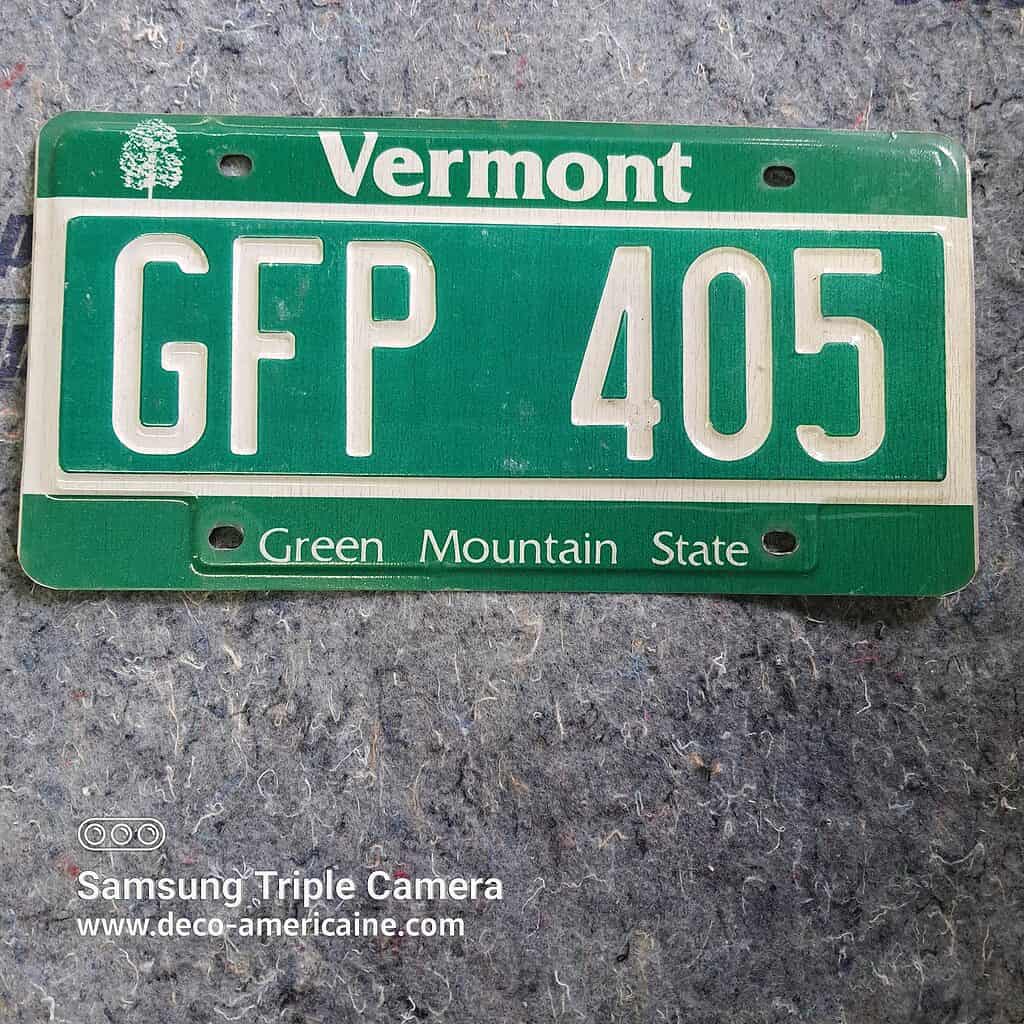 Vermont
GFP 405
Green Mountain State
Samsung Triple Camera
www.deco-americaine.com